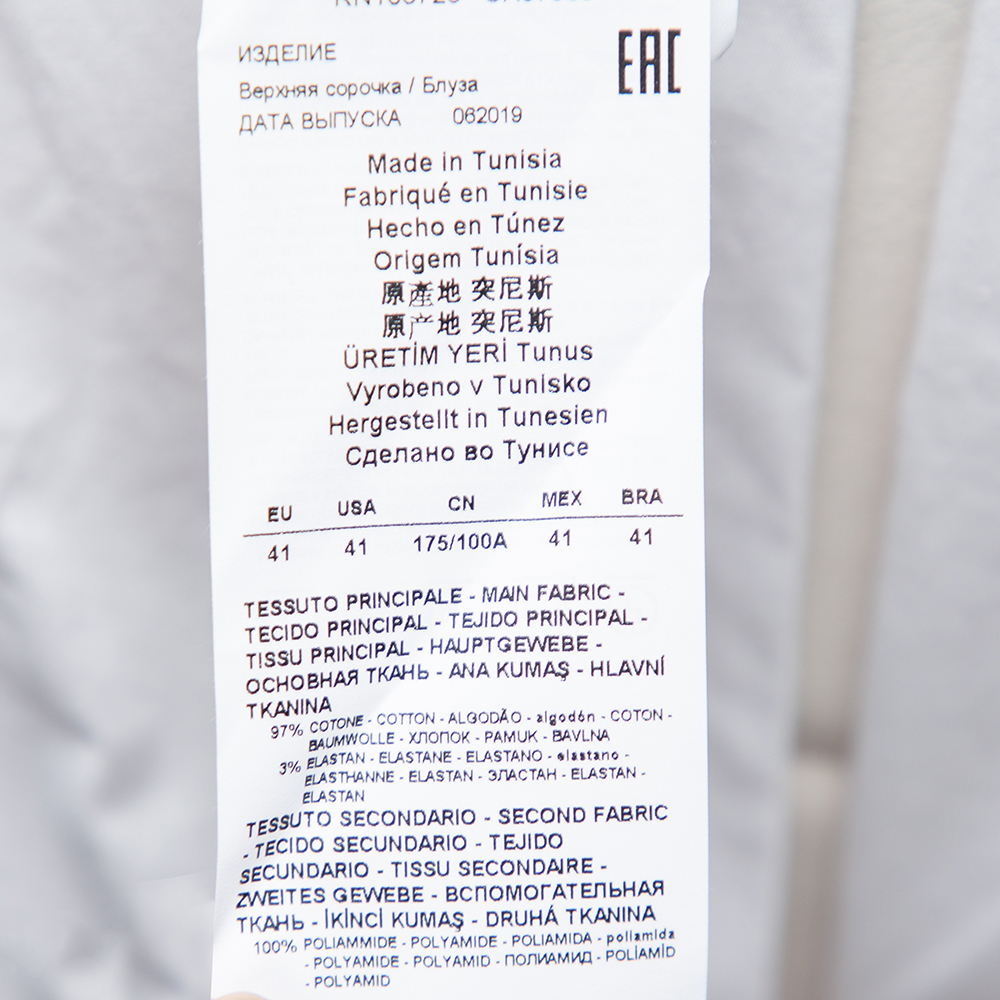 ИЗДЕЛИЕ
EAC
Верхняя сорочка / Блуза
ДАТА ВЫПУСКА 062019
Made in Tunisia
Fabriqué en Tunisie
Hecho en Túnez
Origem Tunísia
原產地 突尼斯
原产地 突尼斯
ÜRETİM YERİ Tunus
Vyrobeno v Tunisko
Hergestellt in Tunesien
Сделано во Тунисе
EU USA CN MEX BRA
41 41 175/100A 41 41
TESSUTO PRINCIPALE - MAIN FABRIC -
TECIDO PRINCIPAL - TEJIDO PRINCIPAL -
TISSU PRINCIPAL - HAUPTGEWEBE -
ОСНОВНАЯ ТКАНЬ - ANA KUMAŞ - HLAVNÍ
TKANINA
97% COTONE - COTTON - ALGODÃO - algodón - COTON -
BAUMWOLLE - ХЛОПОК - PAMUK - BAVLNA
3% ELASTAN - ELASTANE - ELASTANO - elastano -
ELASTHANNE - ELASTAN - ЭЛАСТАН - ELASTAN -
ELASTAN
TESSUTO SECONDARIO - SECOND FABRIC
- TECIDO SECUNDARIO - TEJIDO
SECUNDARIO - TISSU SECONDAIRE -
ZWEITES GEWEBE - ВСПОМОГАТЕЛЬНАЯ
ТКАНЬ - İKİNCİ KUMAŞ - DRUHÁ TKANINA
100% POLIAMMIDE - POLYAMIDE - POLIAMIDA - poliamida
- POLYAMIDE - POLYAMID - ПОЛИАМИД - POLİAMİD
- POLYAMID